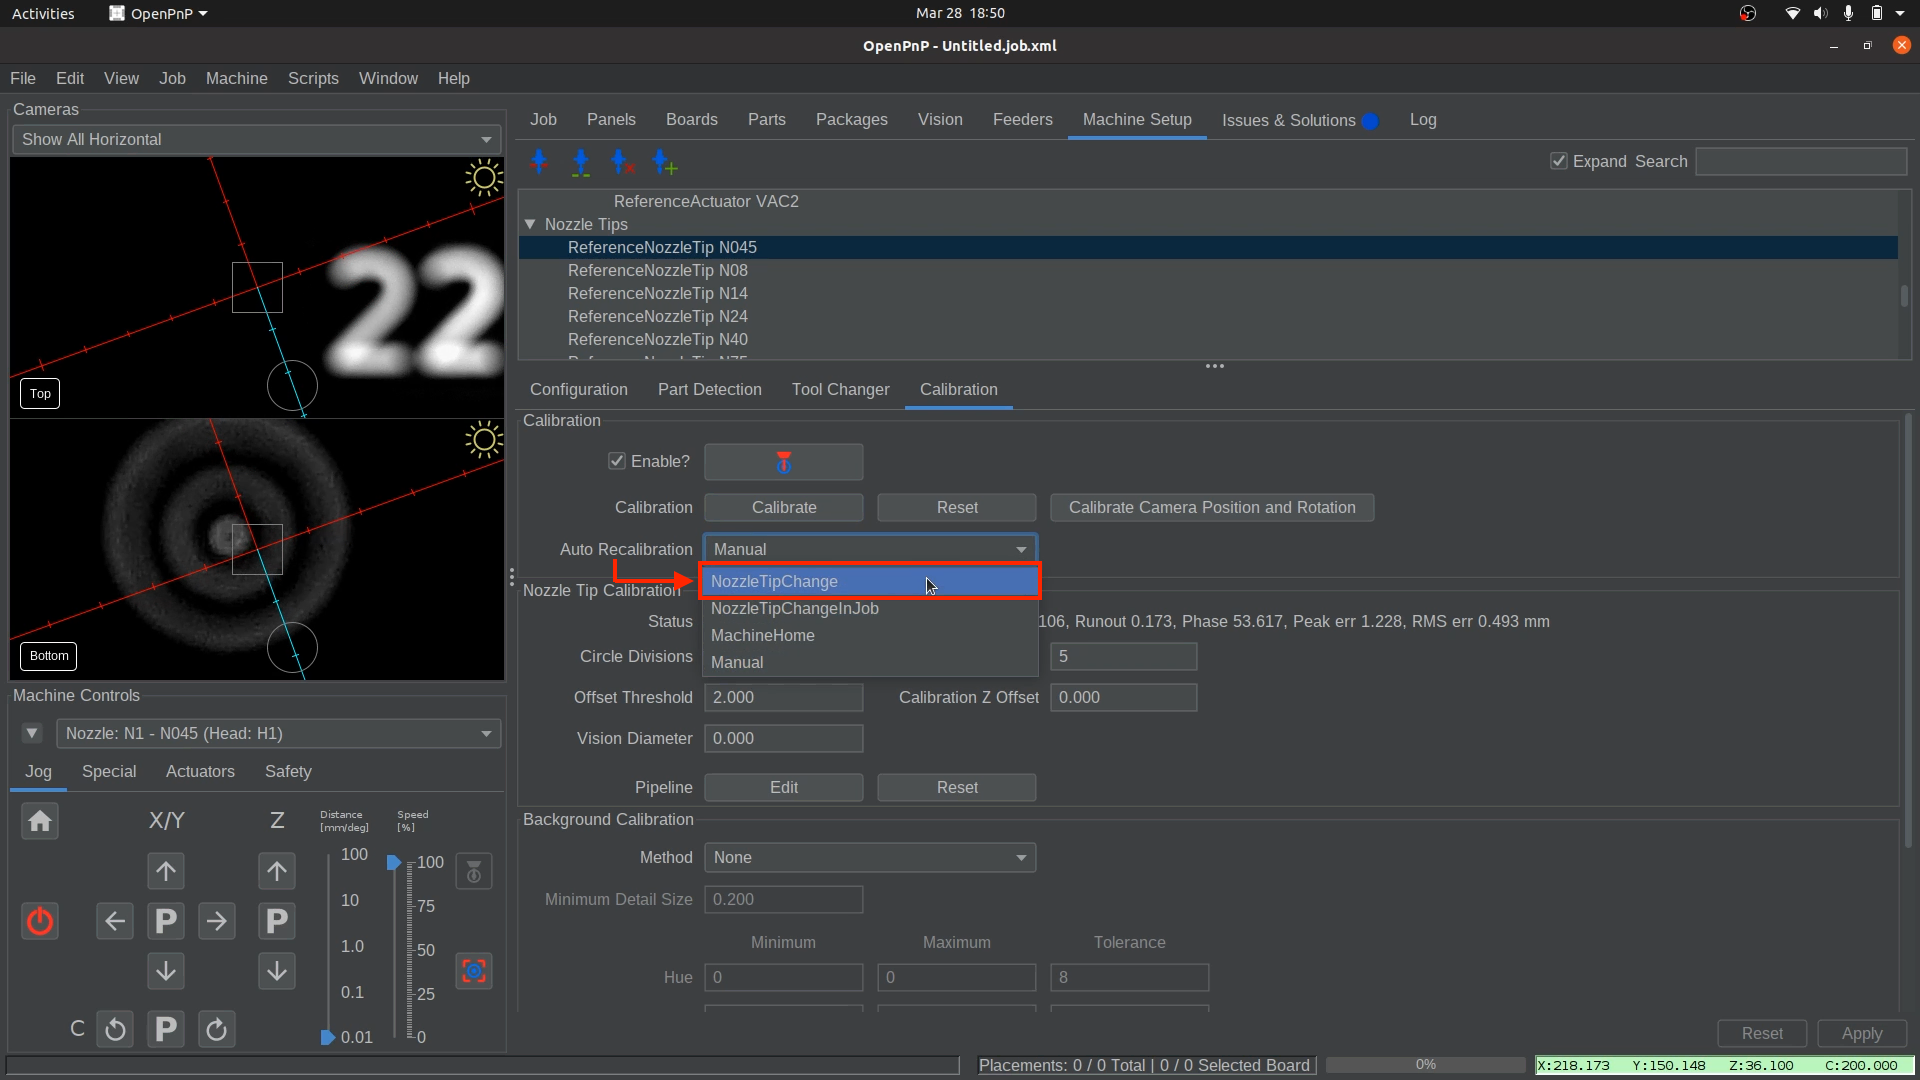 Activities OpenPnP Mar 28 18:50
OpenPnP - Untitled.job.xml
File Edit View Job Machine Scripts Window Help
Cameras
Show All Horizontal
22
Top
Bottom
Machine Controls
Nozzle: N1 - N045 (Head: H1)
Jog Special Actuators Safety
X/Y Z Distance [mm/deg] Speed [%]
100 100
10 75
P P
1.0 50
0.1 25
C P 0.01 0
Job Panels Boards Parts Packages Vision Feeders Machine Setup Issues & Solutions Log
Expand Search
ReferenceActuator VAC2
Nozzle Tips
ReferenceNozzleTip N045
ReferenceNozzleTip N08
ReferenceNozzleTip N14
ReferenceNozzleTip N24
ReferenceNozzleTip N40
Configuration Part Detection Tool Changer Calibration
Calibration
Enable?
Calibration Calibrate Reset Calibrate Camera Position and Rotation
Auto Recalibration Manual
NozzleTipChange
NozzleTipChangeInJob
MachineHome
Manual
Nozzle Tip Calibration
Status 106, Runout 0.173, Phase 53.617, Peak err 1.228, RMS err 0.493 mm
Circle Divisions 5
Offset Threshold 2.000 Calibration Z Offset 0.000
Vision Diameter 0.000
Pipeline Edit Reset
Background Calibration
Method None
Minimum Detail Size 0.200
Minimum Maximum Tolerance
Hue 0 0 8
Reset Apply
Placements: 0 / 0 Total | 0 / 0 Selected Board 0% X:218.173 Y:150.148 Z:36.100 C:200.000